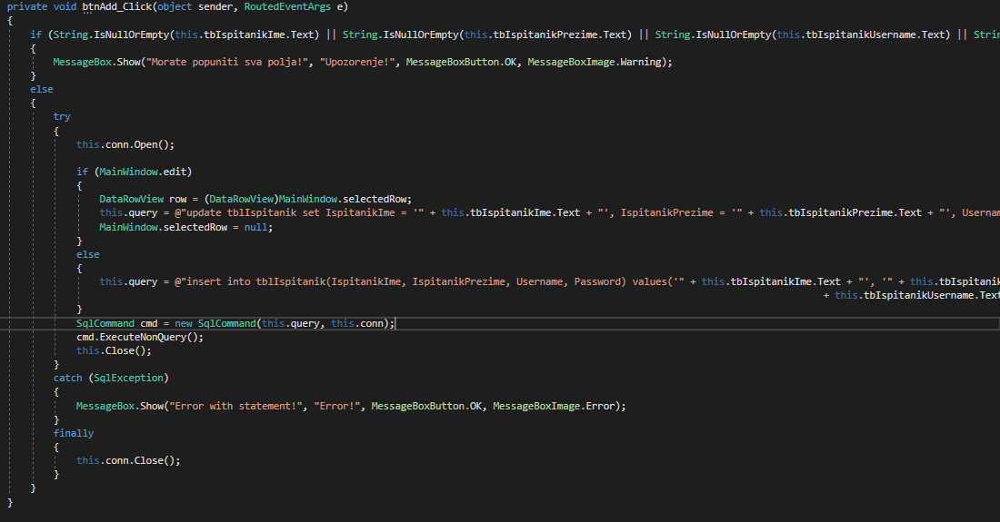 private void btnAdd_Click(object sender, RoutedEventArgs e)
{
if (String.IsNullOrEmpty(this.tbIspitanikIme.Text) || String.IsNullOrEmpty(this.tbIspitanikPrezime.Text) || String.IsNullOrEmpty(this.tbIspitanikUsername.Text) || Strin
{
MessageBox.Show("Morate popuniti sva polja!", "Upozorenje!", MessageBoxButton.OK, MessageBoxImage.Warning);
}
else
{
try
{
this.conn.Open();
if (MainWindow.edit)
{
DataRowView row = (DataRowView)MainWindow.selectedRow;
this.query = @"update tblIspitanik set IspitanikIme = '" + this.tbIspitanikIme.Text + "', IspitanikPrezime = '" + this.tbIspitanikPrezime.Text + "', Usernam
MainWindow.selectedRow = null;
}
else
{
this.query = @"insert into tblIspitanik(IspitanikIme, IspitanikPrezime, Username, Password) values('" + this.tbIspitanikIme.Text + "', '" + this.tbIspitanik
+ this.tbIspitanikUsername.Text
}
SqlCommand cmd = new SqlCommand(this.query, this.conn);
cmd.ExecuteNonQuery();
this.Close();
}
catch (SqlException)
{
MessageBox.Show("Error with statement!", "Error!", MessageBoxButton.OK, MessageBoxImage.Error);
}
finally
{
this.conn.Close();
}
}
}